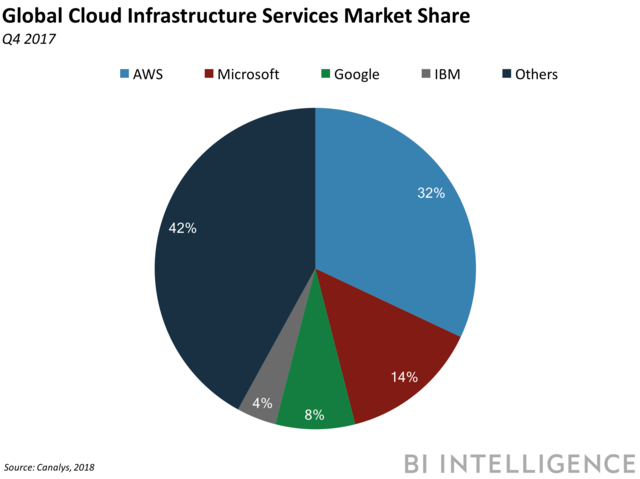 Global Cloud Infrastructure Services Market Share
Q4 2017
AWS Microsoft Google IBM Others
32%
42%
14%
4%
8%
Source: Canalys, 2018
BI INTELLIGENCE